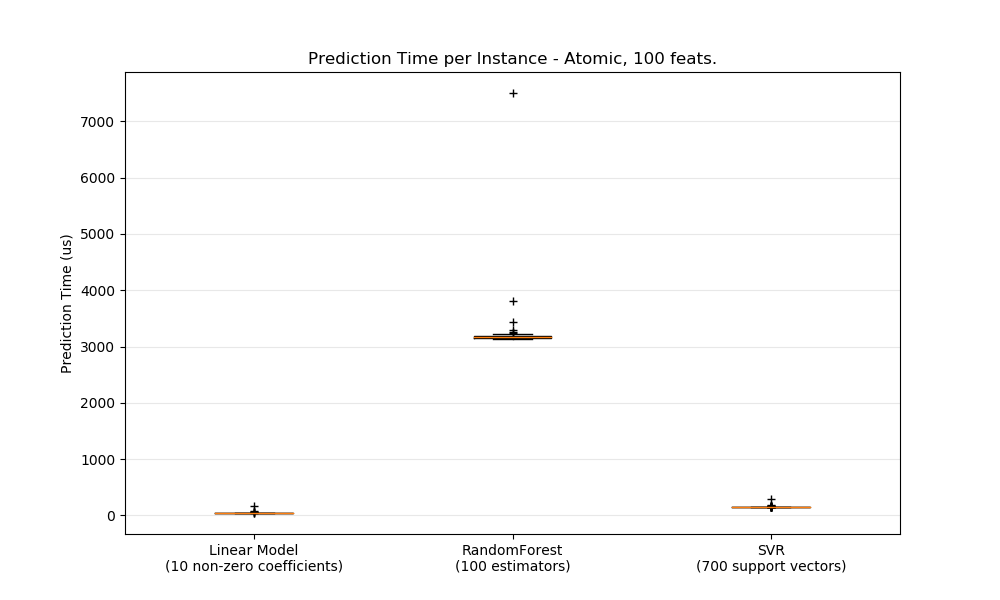 Prediction Time per Instance - Atomic, 100 feats.
Prediction Time (us)
7000
6000
5000
4000
3000
2000
1000
0
Linear Model
(10 non-zero coefficients)
RandomForest
(100 estimators)
SVR
(700 support vectors)